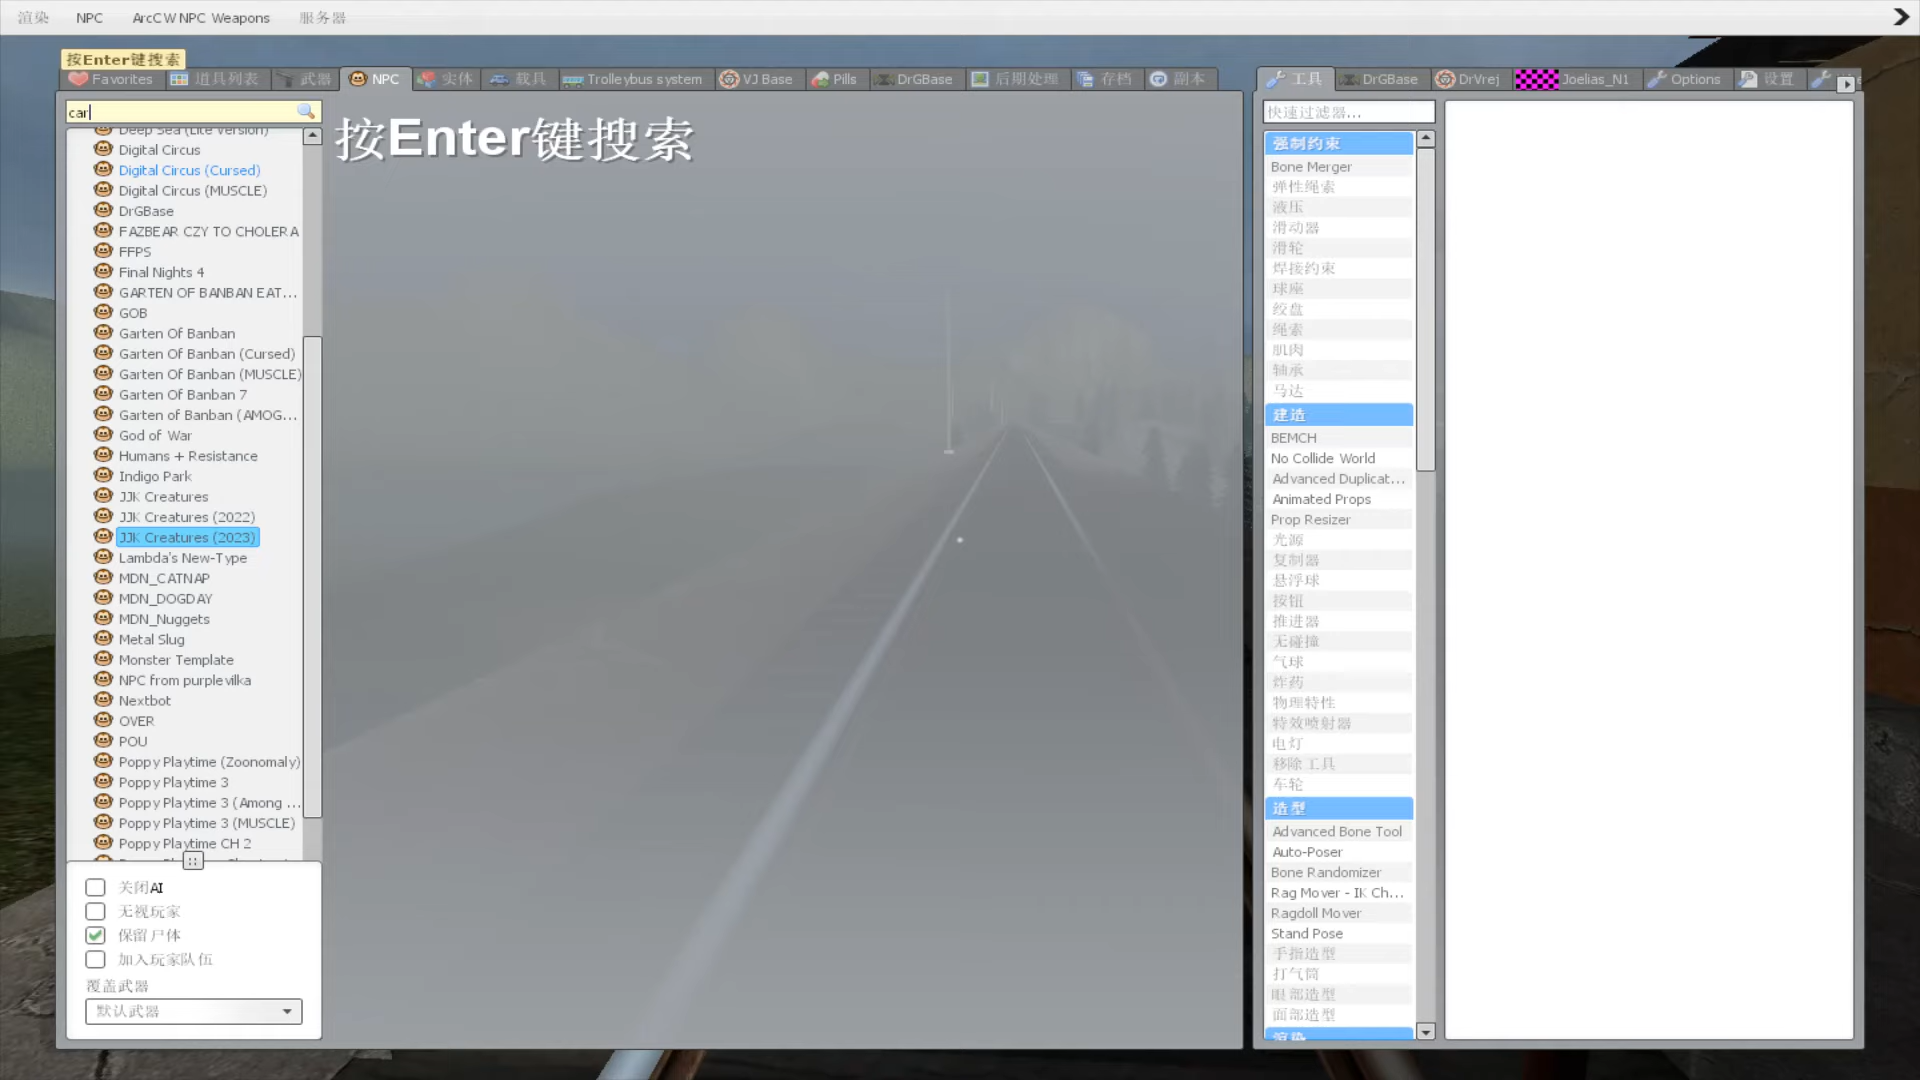 渲染 NPC ArcCW NPC Weapons 服务器
按Enter键搜索
Favorites 道具列表 武器 NPC 实体 载具 Trolleybus system VJ Base Pills DrGBase 后期处理 存档 副本
工具 DrGBase DrVrej Joelias_N1 Options 设置
car
快速过滤器...
按Enter键搜索
Deep Sea (Lite Version)
Digital Circus
Digital Circus (Cursed)
Digital Circus (MUSCLE)
DrGBase
FAZBEAR CZY TO CHOLERA
FFPS
Final Nights 4
GARTEN OF BANBAN EAT...
GOB
Garten Of Banban
Garten Of Banban (Cursed)
Garten Of Banban (MUSCLE)
Garten Of Banban 7
Garten of Banban (AMOG...
God of War
Humans + Resistance
Indigo Park
JJK Creatures
JJK Creatures (2022)
JJK Creatures (2023)
Lambda's New-Type
MDN_CATNAP
MDN_DOGDAY
MDN_Nuggets
Metal Slug
Monster Template
NPC from purplevilka
Nextbot
OVER
POU
Poppy Playtime (Zoonomaly)
Poppy Playtime 3
Poppy Playtime 3 (Among ...
Poppy Playtime 3 (MUSCLE)
Poppy Playtime CH 2
关闭AI
无视玩家
保留尸体
加入玩家队伍
覆盖武器
默认武器
强制约束
Bone Merger
弹性绳索
液压
滑动器
滑轮
焊接约束
球座
绞盘
绳索
肌肉
轴承
马达
建造
BEMCH
No Collide World
Advanced Duplicat...
Animated Props
Prop Resizer
光源
复制器
悬浮球
按钮
推进器
无碰撞
气球
炸药
物理特性
特效喷射器
电灯
移除工具
车轮
造型
Advanced Bone Tool
Auto-Poser
Bone Randomizer
Rag Mover - IK Ch...
Ragdoll Mover
Stand Pose
手指造型
打气筒
眼部造型
面部造型
渲染